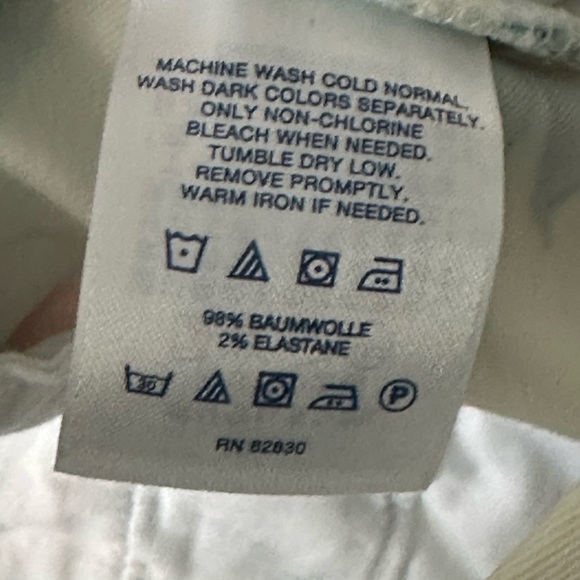 MACHINE WASH COLD NORMAL.
WASH DARK COLORS SEPARATELY.
ONLY NON-CHLORINE
BLEACH WHEN NEEDED.
TUMBLE DRY LOW.
REMOVE PROMPTLY.
WARM IRON IF NEEDED.
98% BAUMWOLLE
2% ELASTANE
30 P
RN 62830